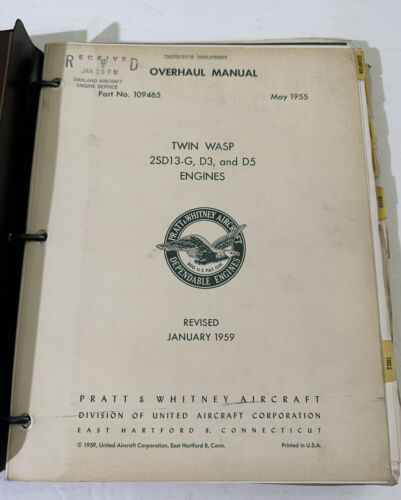 INSPECTION DEPARTMENT
RECEIVED
JAN 30 P.M.
OAKLAND AIRCRAFT
ENGINE SERVICE
OVERHAUL MANUAL
Part No. 109465 May 1955
TWIN WASP
2SD13-G, D3, and D5
ENGINES
PRATT & WHITNEY AIRCRAFT
REG. U.S. PAT. OFF.
DEPENDABLE ENGINES
REVISED
JANUARY 1959
PRATT & WHITNEY AIRCRAFT
DIVISION OF UNITED AIRCRAFT CORPORATION
EAST HARTFORD 8, CONNECTICUT
© 1959, United Aircraft Corporation, East Hartford 8, Conn. Printed in U.S.A.
TOOLS